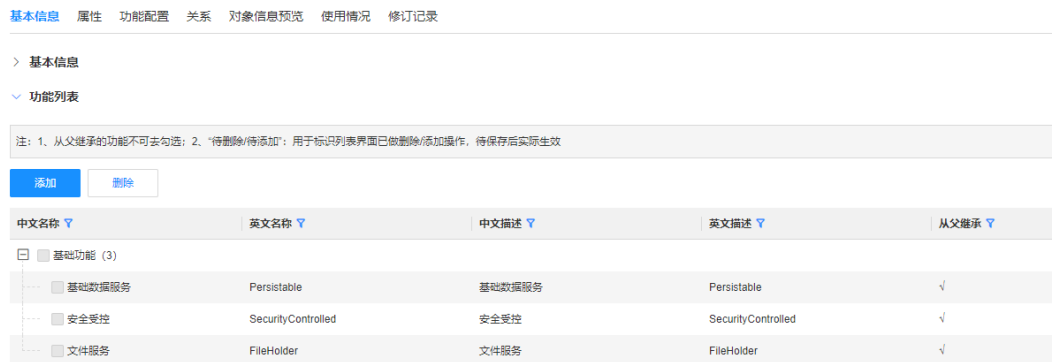 基本信息 属性 功能配置 关系 对象信息预览 使用情况 修订记录
基本信息
功能列表
注：1、从父继承的功能不可去勾选；2、“待删除/待添加”：用于标识列表界面已做删除/添加操作，待保存后实际生效
添加 删除
中文名称 英文名称 中文描述 英文描述 从父继承
基础功能（3）
基础数据服务 Persistable 基础数据服务 Persistable √
安全受控 SecurityControlled 安全受控 SecurityControlled √
文件服务 FileHolder 文件服务 FileHolder √